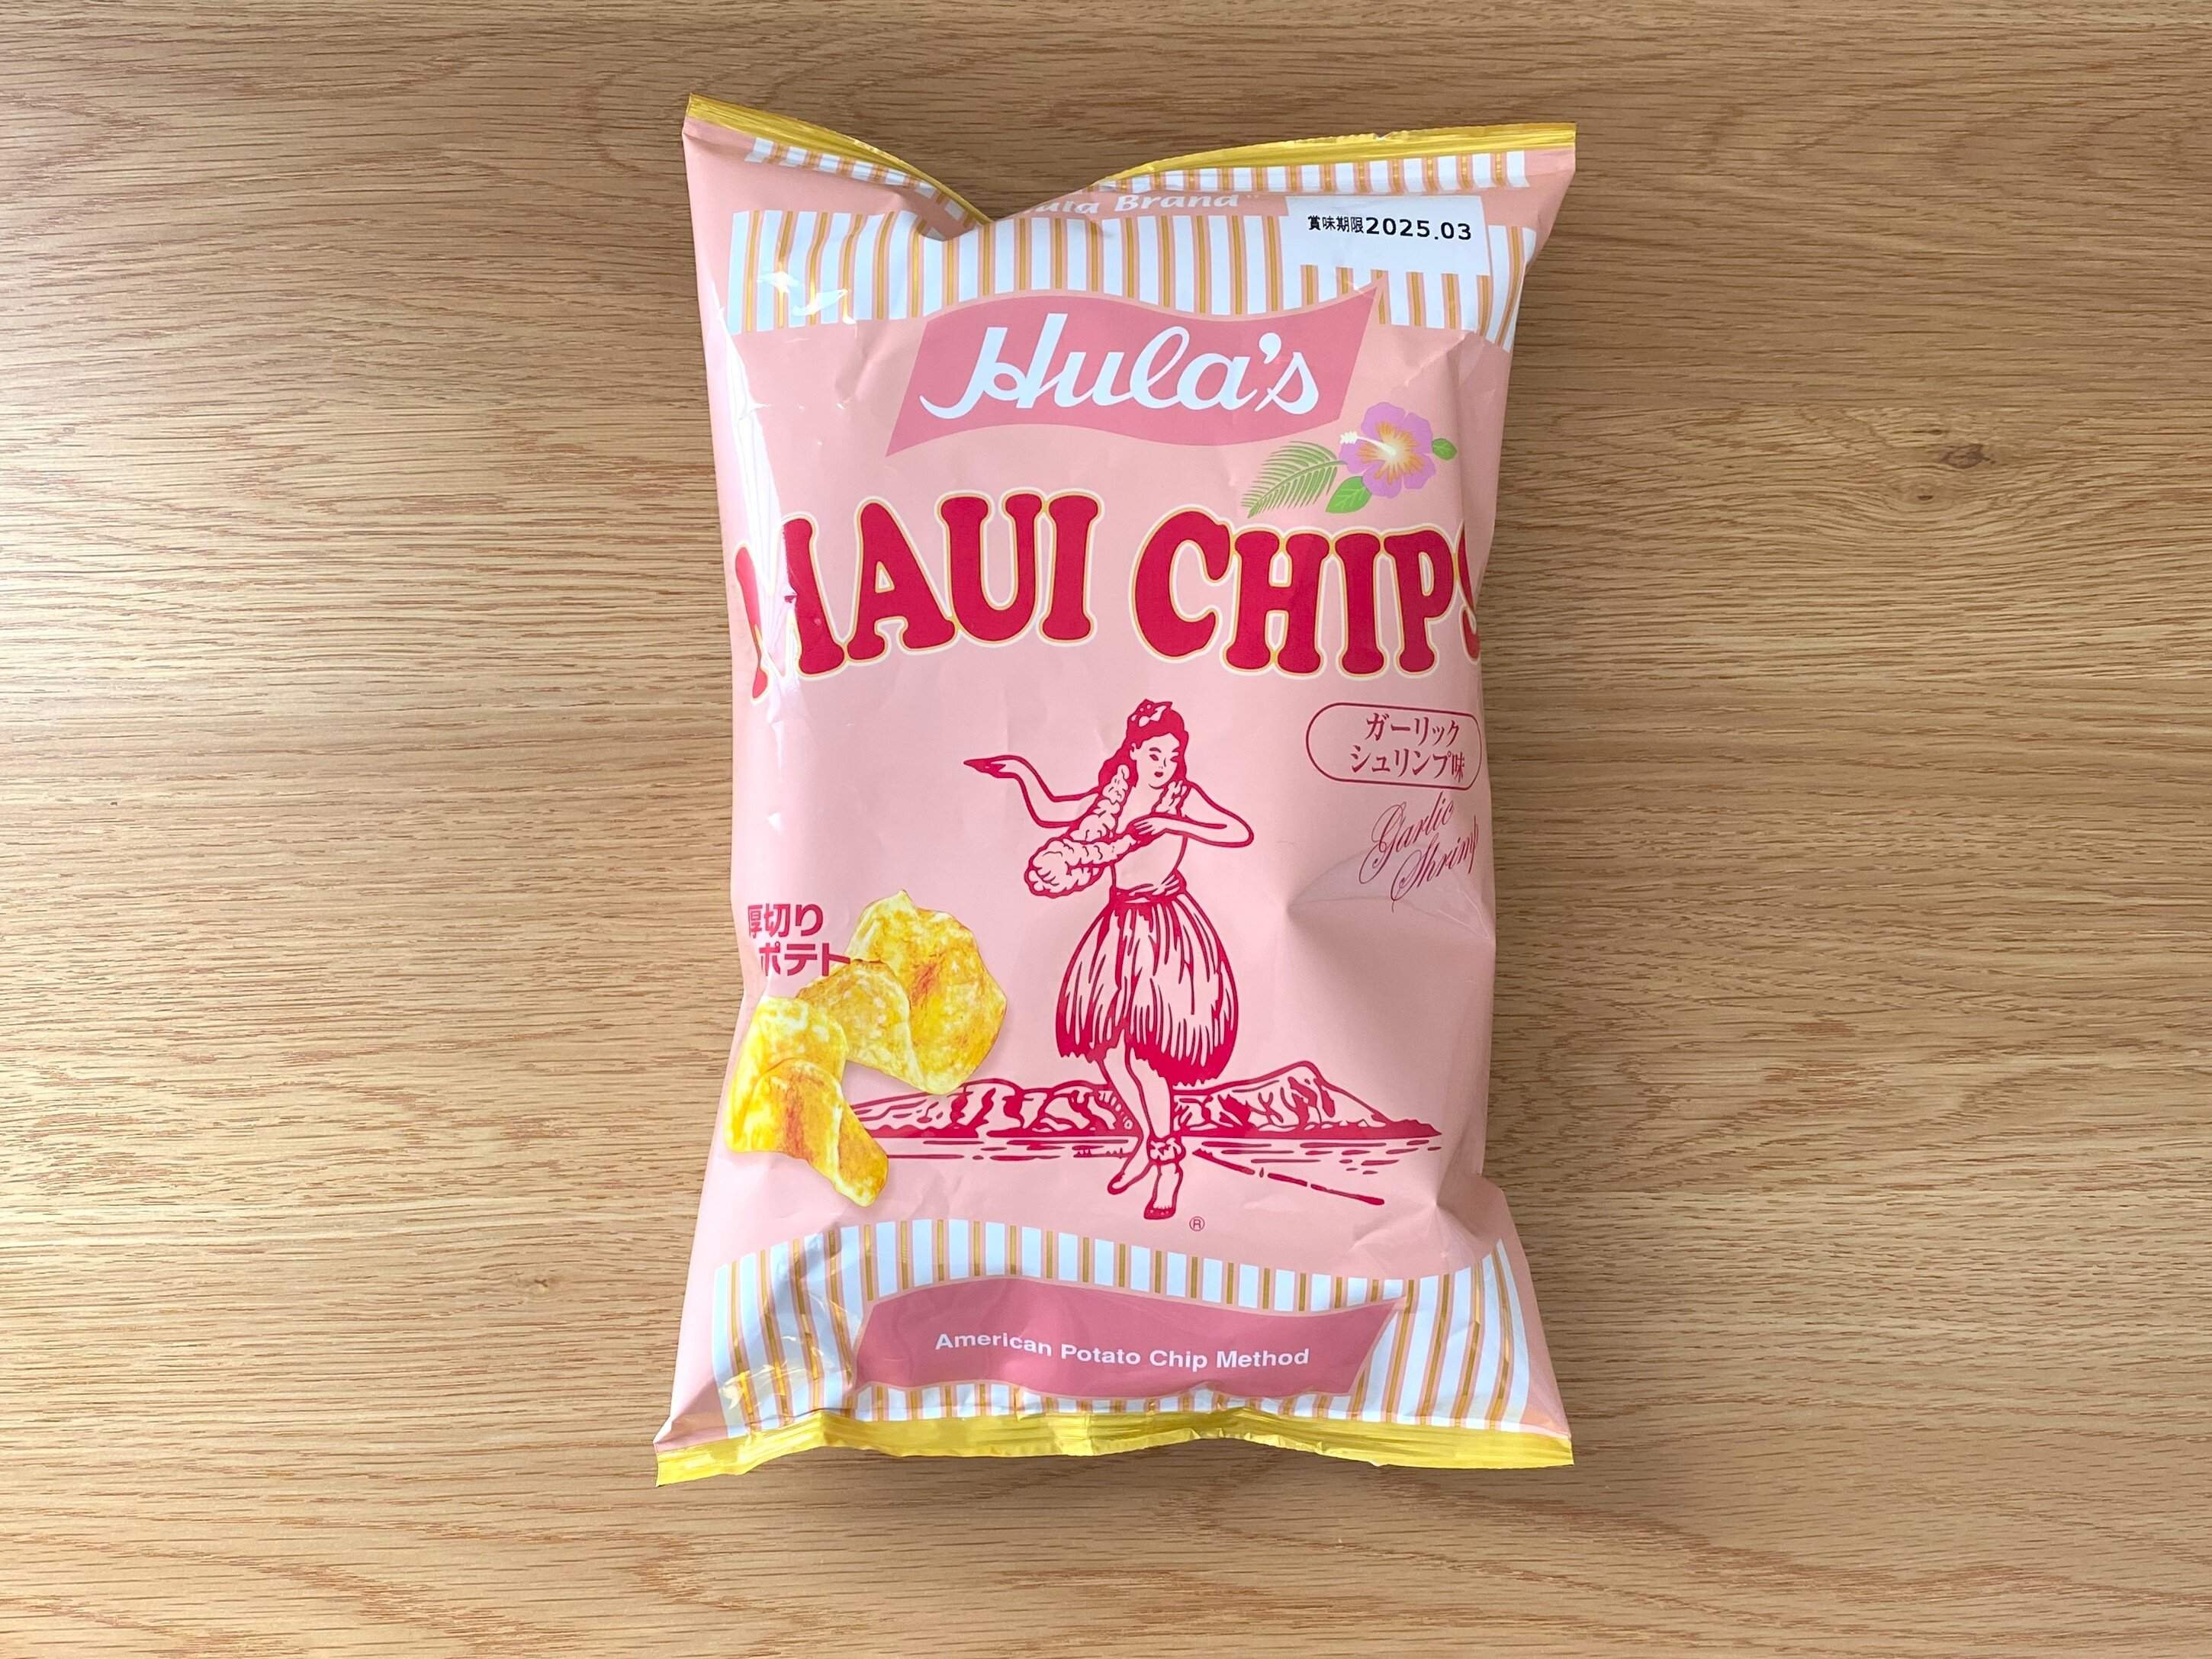 Brand
賞味期限2025.03
Hula's
MAUI CHIPS
ガーリック
シュリンプ味
Garlic
Shrimp
厚切り
ポテト
®
American Potato Chip Method